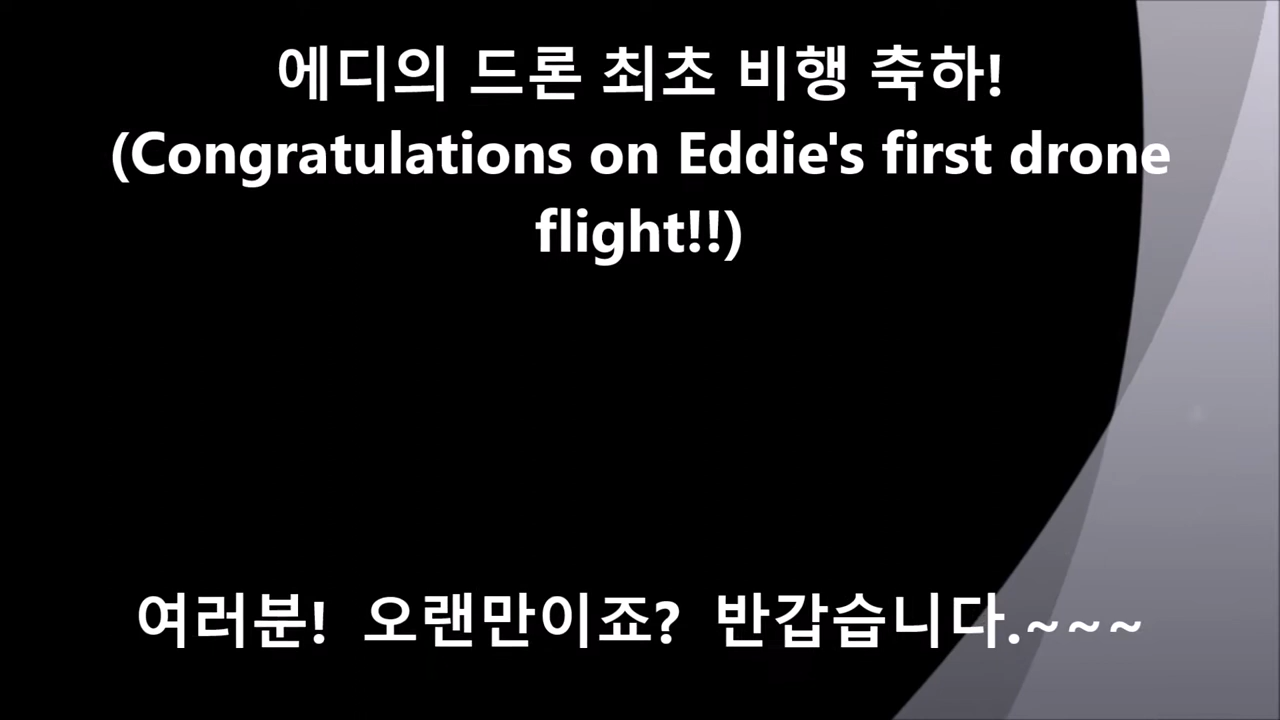 에디의 드론 최초 비행 축하!
(Congratulations on Eddie's first drone
flight!!)
여러분! 오랜만이죠? 반갑습니다.~~~